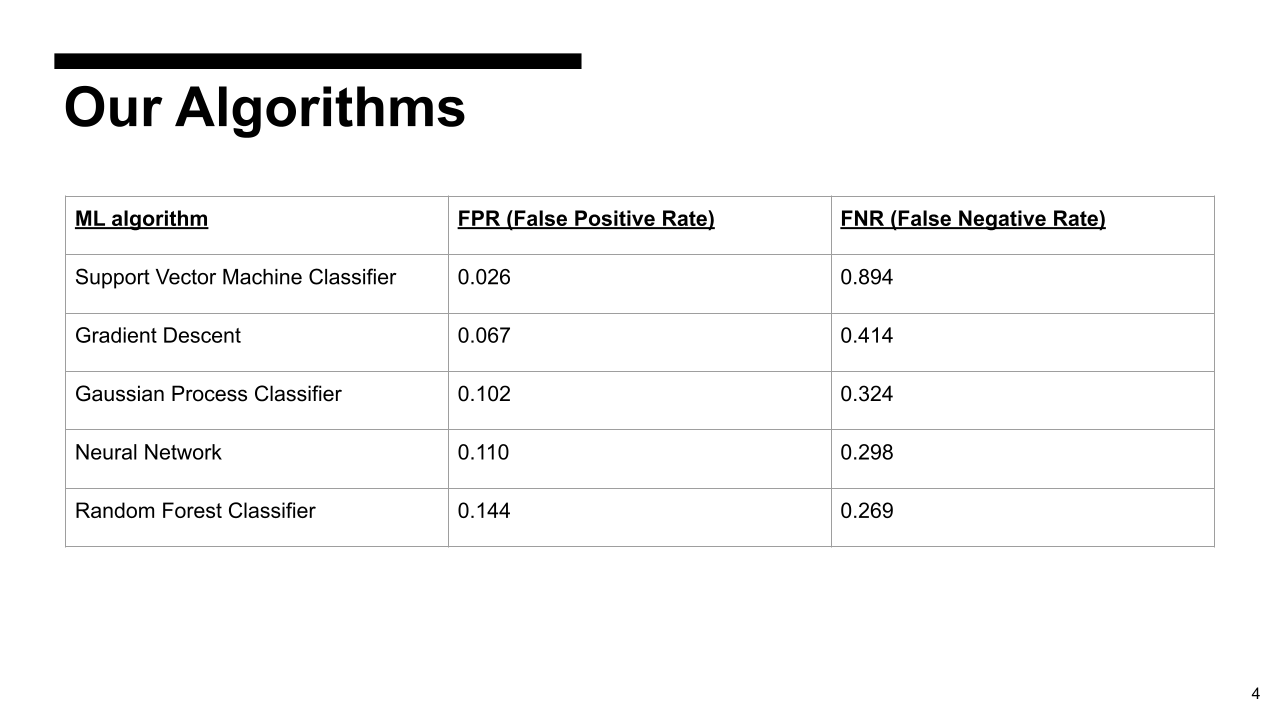 Our Algorithms
ML algorithm FPR (False Positive Rate) FNR (False Negative Rate)
Support Vector Machine Classifier 0.026 0.894
Gradient Descent 0.067 0.414
Gaussian Process Classifier 0.102 0.324
Neural Network 0.110 0.298
Random Forest Classifier 0.144 0.269
4